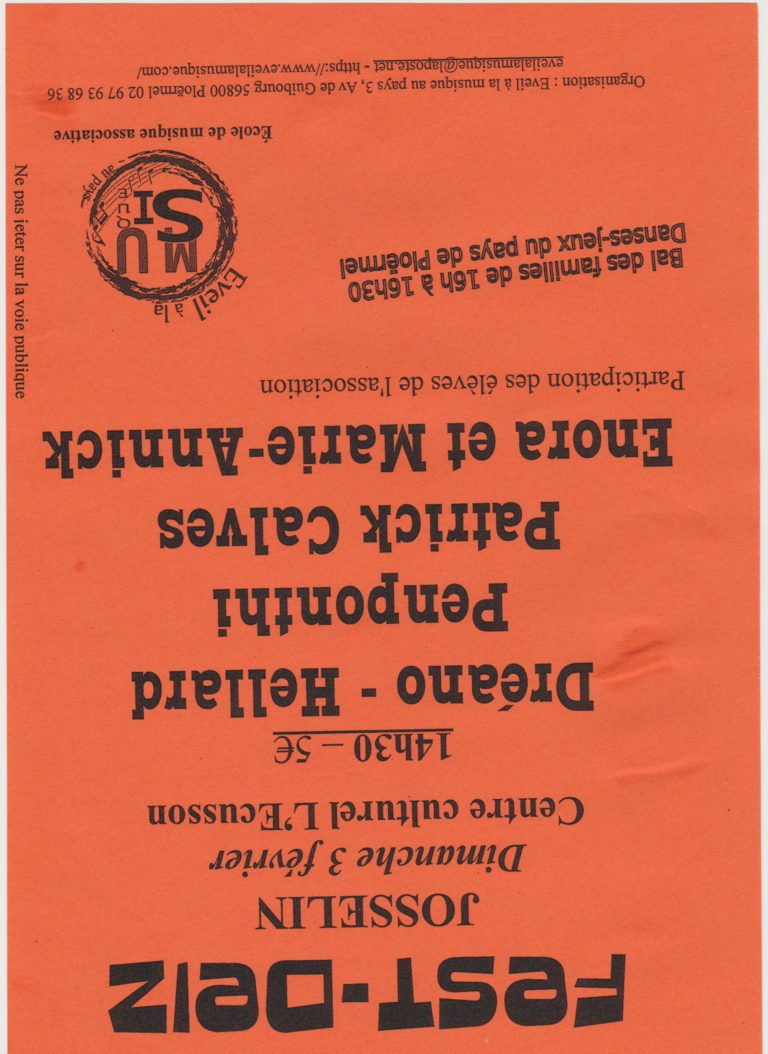 FEST-DEIZ
JOSSELIN
Dimanche 3 février
Centre culturel L'Ecusson
14h30 – 5€
Dréano - Hellard
Penponthi
Patrick Calves
Enora et Marie-Annick
Participation des élèves de l'association
Bal des familles de 16h à 16h30
Danses-jeux du pays de Ploërmel
Eveil à la
MU
SI
QUE
au pays
École de musique associative
Organisation : Eveil à la musique au pays 3, Av de Guibourg 56800 Ploërmel 02 97 93 68 36
eveilalamusique@laposte.net - https://www.eveilalamusique.com/
Ne pas jeter sur la voie publique